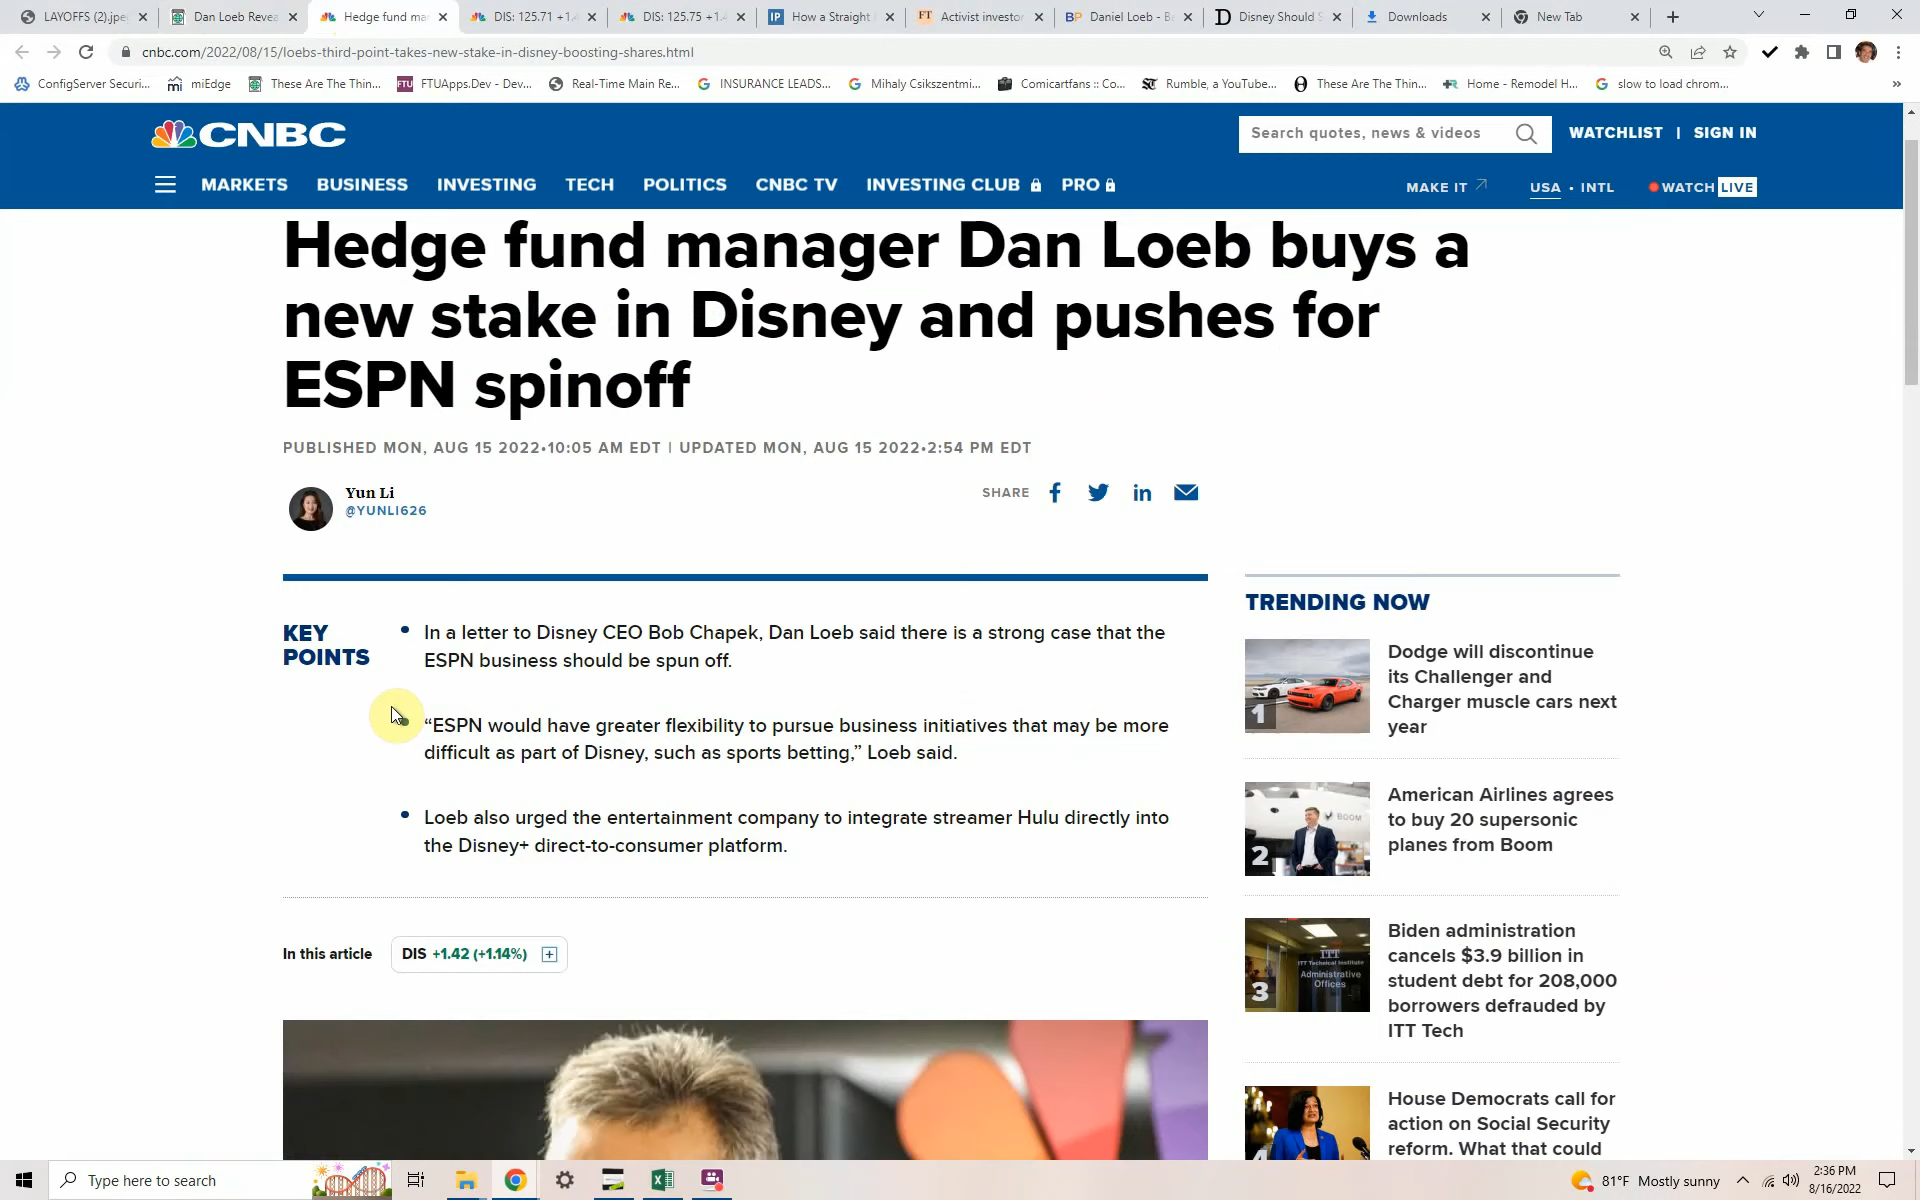 LAYOFFS (2).jpe
Dan Loeb Revea
Hedge fund ma
DIS: 125.71 +1.
DIS: 125.75 +1.
How a Straight
Activist investor
Daniel Loeb - B
Disney Should S
Downloads
New Tab
cnbc.com/2022/08/15/loebs-third-point-takes-new-stake-in-disney-boosting-shares.html
ConfigServer Securi...
miEdge
These Are The Thin...
FTUApps.Dev - Dev...
Real-Time Main Re...
INSURANCE LEADS...
Mihaly Csikszentmi...
Comicartfans :: Co...
Rumble, a YouTube...
These Are The Thin...
Home - Remodel H...
slow to load chrom...
CNBC
Search quotes, news & videos
WATCHLIST | SIGN IN
MARKETS BUSINESS INVESTING TECH POLITICS CNBC TV INVESTING CLUB PRO
MAKE IT USA • INTL WATCH LIVE
Hedge fund manager Dan Loeb buys a
new stake in Disney and pushes for
ESPN spinoff
PUBLISHED MON, AUG 15 2022•10:05 AM EDT | UPDATED MON, AUG 15 2022•2:54 PM EDT
Yun Li
@YUNLI626
SHARE
KEY
POINTS
• In a letter to Disney CEO Bob Chapek, Dan Loeb said there is a strong case that the
ESPN business should be spun off.
“ESPN would have greater flexibility to pursue business initiatives that may be more
difficult as part of Disney, such as sports betting,” Loeb said.
• Loeb also urged the entertainment company to integrate streamer Hulu directly into
the Disney+ direct-to-consumer platform.
In this article
DIS +1.42 (+1.14%)
TRENDING NOW
1
Dodge will discontinue
its Challenger and
Charger muscle cars next
year
BOOM
2
American Airlines agrees
to buy 20 supersonic
planes from Boom
ITT
ITT Technical Institute
Administrative
Offices
3
Biden administration
cancels $3.9 billion in
student debt for 208,000
borrowers defrauded by
ITT Tech
House Democrats call for
action on Social Security
reform. What that could
Type here to search
81°F Mostly sunny
2:36 PM
8/16/2022